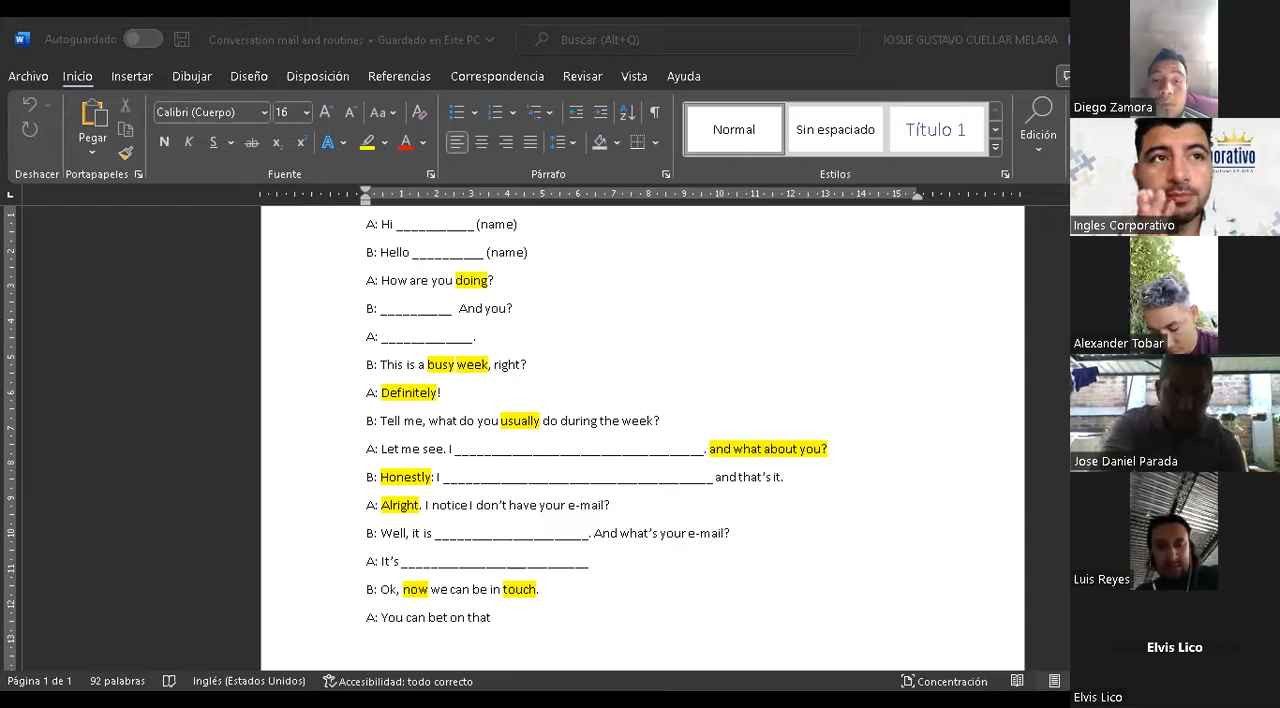 Autoguardado
Conversation mail and routines • Guardado en Este PC
Buscar (Alt+Q)
JOSUE GUSTAVO CUELLAR MELARA
Archivo Inicio Insertar Dibujar Diseño Disposición Referencias Correspondencia Revisar Vista Ayuda
Pegar
Calibri (Cuerpo) 16
Normal
Sin espaciado
Título 1
Edición
Deshacer Portapapeles Fuente Párrafo Estilos
A: Hi ___________ (name)
B: Hello __________ (name)
A: How are you doing?
B: __________ And you?
A: _____________.
B: This is a busy week, right?
A: Definitely!
B: Tell me, what do you usually do during the week?
A: Let me see. I ___________________________________. and what about you?
B: Honestly: I ______________________________________ and that's it.
A: Alright. I notice I don't have your e-mail?
B: Well, it is ______________________. And what's your e-mail?
A: It's __________________________
B: Ok, now we can be in touch.
A: You can bet on that
Página 1 de 1 92 palabras Inglés (Estados Unidos) Accesibilidad: todo correcto Concentración
Diego Zamora
orativo
Ingles Corporativo
Alexander Tobar
Jose Daniel Parada
Luis Reyes
Elvis Lico
Elvis Lico